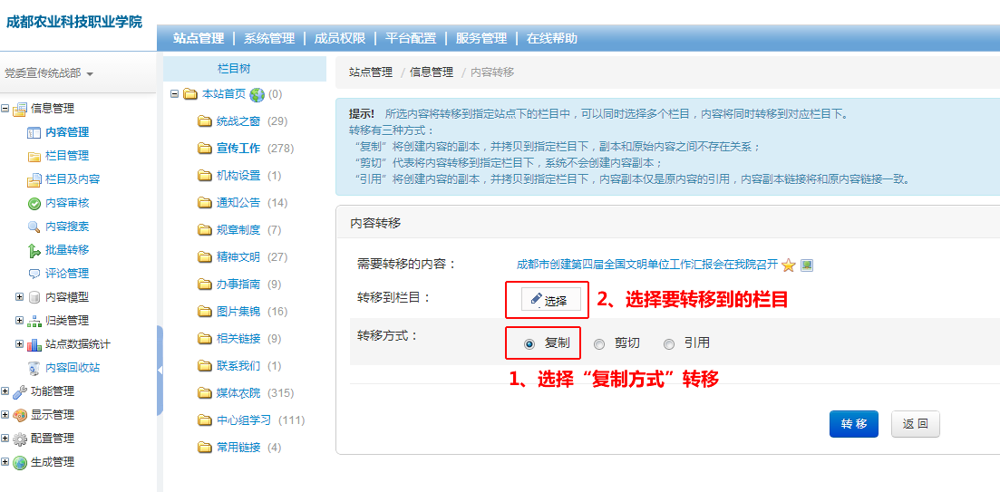 成都农业科技职业学院
站点管理 | 系统管理 | 成员权限 | 平台配置 | 服务管理 | 在线帮助
党委宣传统战部
信息管理
内容管理
栏目管理
栏目及内容
内容审核
内容搜索
批量转移
评论管理
内容模型
归类管理
站点数据统计
内容回收站
功能管理
显示管理
配置管理
生成管理
栏目树
本站首页 (0)
统战之窗 (29)
宣传工作 (278)
机构设置 (1)
通知公告 (14)
规章制度 (7)
精神文明 (27)
办事指南 (9)
图片集锦 (16)
相关链接 (9)
联系我们 (1)
媒体农院 (315)
中心组学习 (111)
常用链接 (4)
站点管理 / 信息管理 / 内容转移
提示! 所选内容将转移到指定站点下的栏目中，可以同时选择多个栏目，内容将同时转移到对应栏目下。
转移有三种方式：
“复制”将创建内容的副本，并拷贝到指定栏目下，副本和原始内容之间不存在关系；
“剪切”代表将内容转移到指定栏目下，系统不会创建内容副本；
“引用”将创建内容的副本，并拷贝到指定栏目下，内容副本仅是原内容的引用，内容副本链接将和原内容链接一致。
内容转移
需要转移的内容： 成都市创建第四届全国文明单位工作汇报会在我院召开
转移到栏目： 选择 2、选择要转移到的栏目
转移方式： 复制 剪切 引用
1、选择“复制方式”转移
转 移 返 回